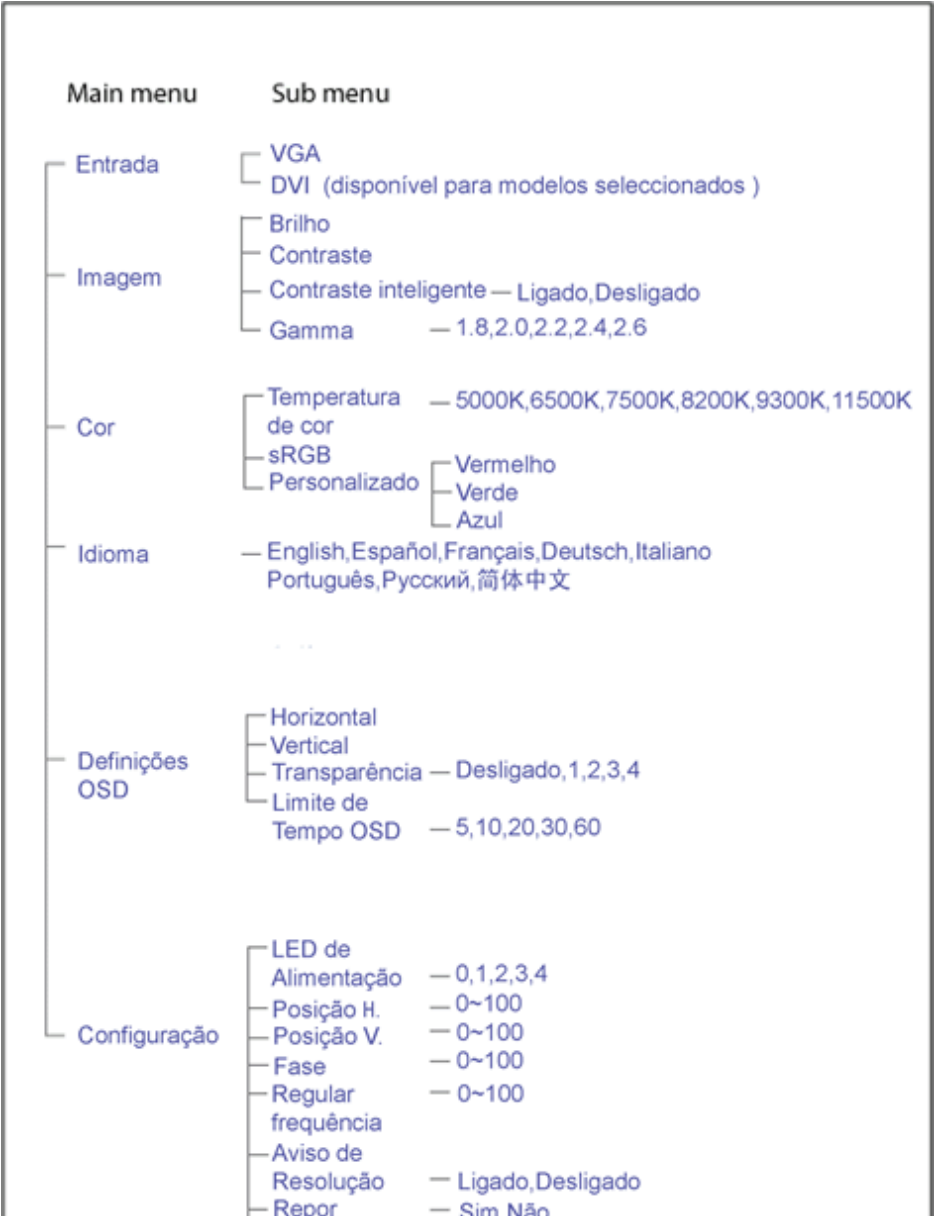 Main menu Sub menu
Entrada
VGA
DVI (disponível para modelos seleccionados )
Imagem
Brilho
Contraste
Contraste inteligente — Ligado,Desligado
Gamma — 1.8,2.0,2.2,2.4,2.6
Cor
Temperatura — 5000K,6500K,7500K,8200K,9300K,11500K
de cor
sRGB
Personalizado
Vermelho
Verde
Azul
Idioma — English,Español,Français,Deutsch,Italiano
Português,Русский,简体中文
Definições
OSD
Horizontal
Vertical
Transparência — Desligado,1,2,3,4
Limite de
Tempo OSD — 5,10,20,30,60
Configuração
LED de
Alimentação — 0,1,2,3,4
Posição H. — 0~100
Posição V. — 0~100
Fase — 0~100
Regular — 0~100
frequência
Aviso de
Resolução — Ligado,Desligado
Repor — Sim,Não